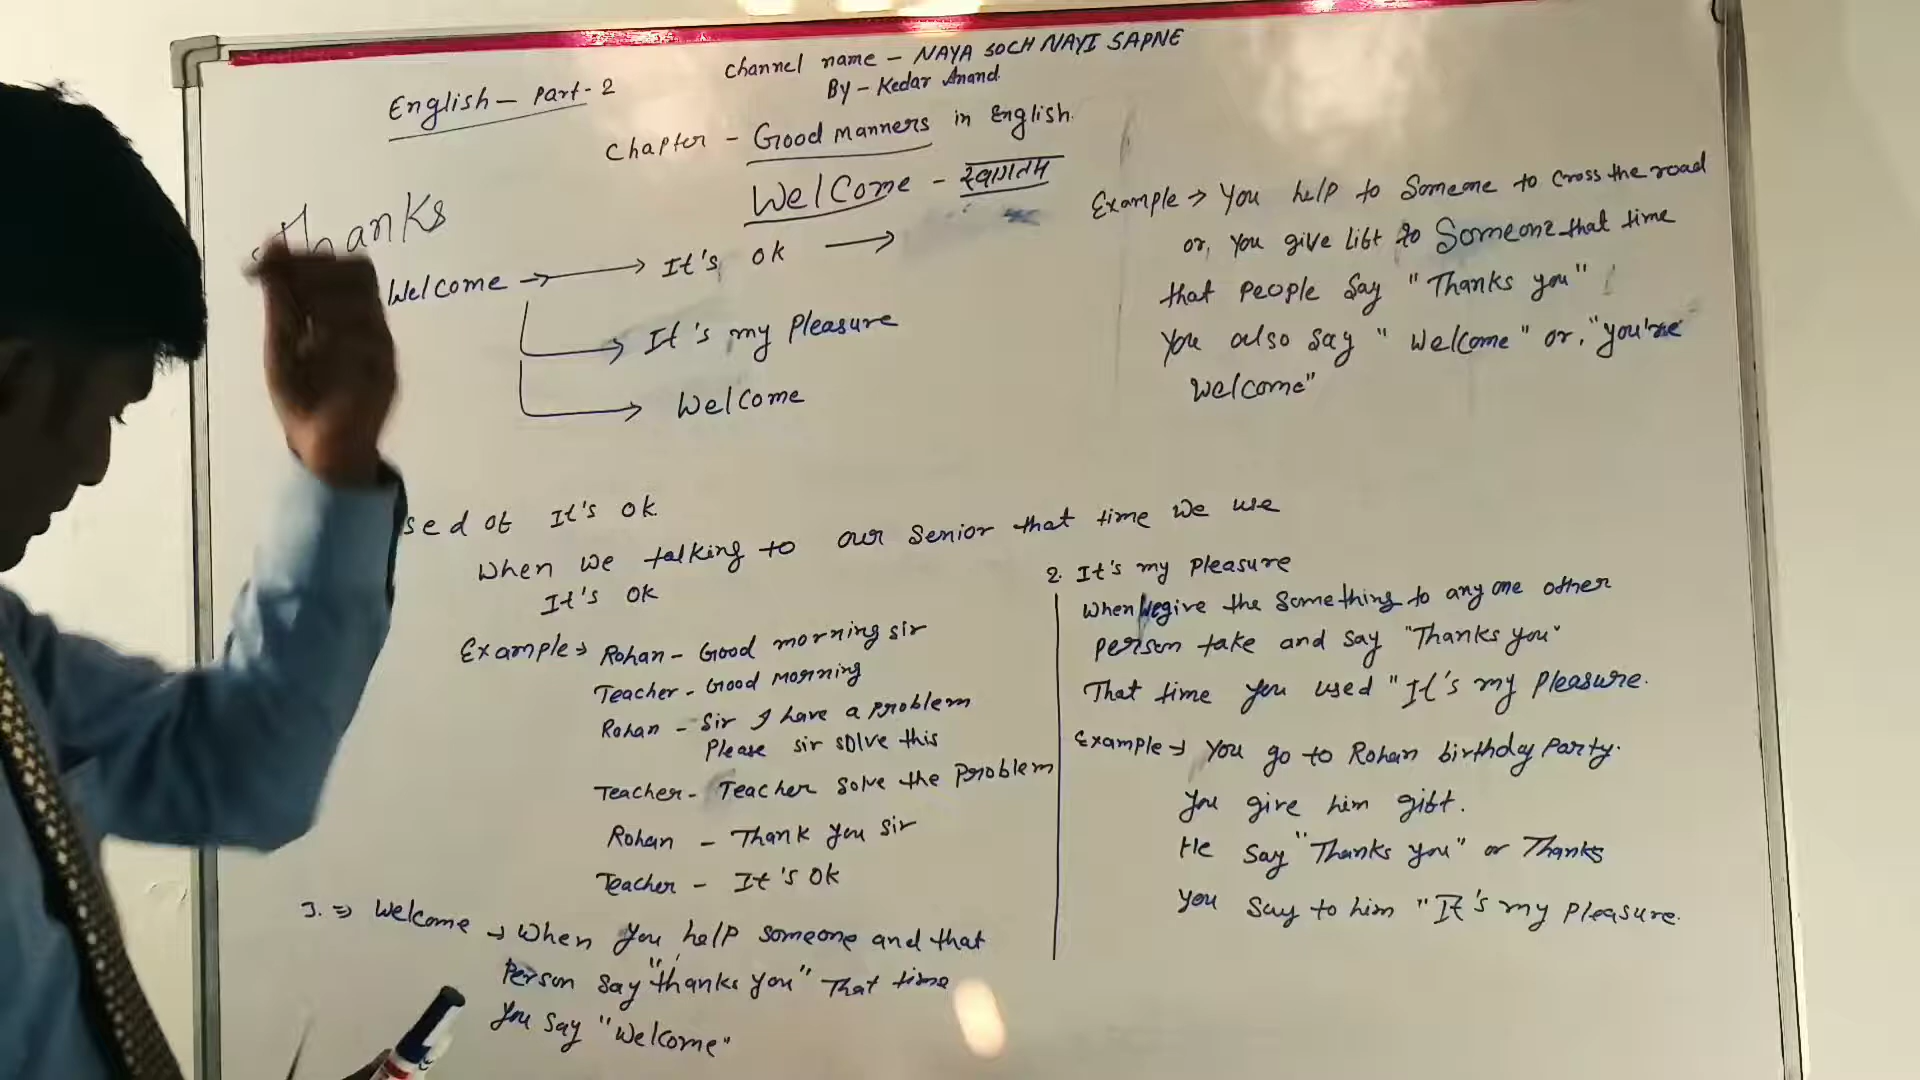 Channel name - NAYA SOCH NAYI SAPNE
By - Kedar Anand
English - Part - 2
Chapter - Good Manners in English.
Welcome - स्वागतम
Thanks
Welcome → It's ok →
→ It's my Pleasure
→ Welcome
Example → You help to Someone to Cross the road
or, You give lift to Someone that time
that People Say "Thanks you"
You also Say "Welcome" or, "you're
Welcome"
sed of It's ok.
When we talking to our Senior that time We use
It's ok
Example → Rohan - Good morning sir
Teacher - Good Morning
Rohan - Sir I have a Problem
Please sir solve this
Teacher - Teacher Solve the Problem
Rohan - Thank you Sir
Teacher - It's ok
2. It's my Pleasure
When We give the Something to any one other
Person take and Say "Thanks you"
That time you used "It's my Pleasure.
Example → You go to Rohan birthday Party.
You give him gift.
He Say "Thanks you" or Thanks
You Say to him "It's my Pleasure.
3. ⇒ Welcome → When you help Someone and that
Person Say "thanks you" That time
You Say "Welcome"